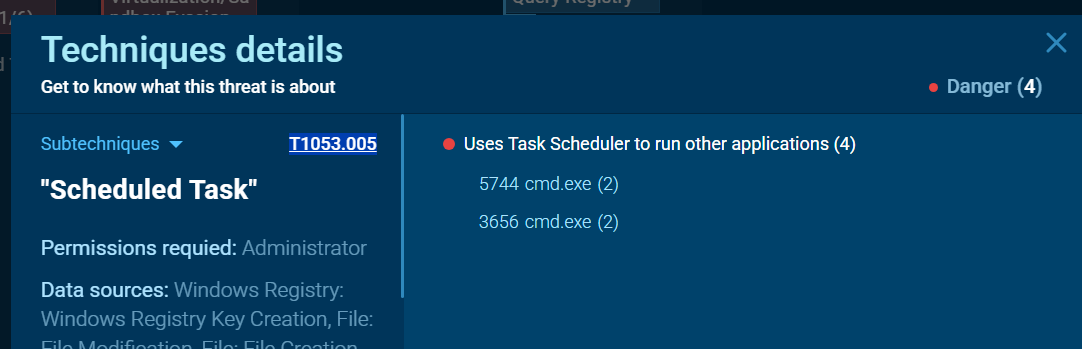 1/6)
Virtualization/Sa
ndbox Evasion
Query Registry
Techniques details
Get to know what this threat is about
Danger (4)
Subtechniques
T1053.005
"Scheduled Task"
Permissions requied: Administrator
Data sources: Windows Registry:
Windows Registry Key Creation, File:
File Modification, File: File Creation
Uses Task Scheduler to run other applications (4)
5744 cmd.exe (2)
3656 cmd.exe (2)